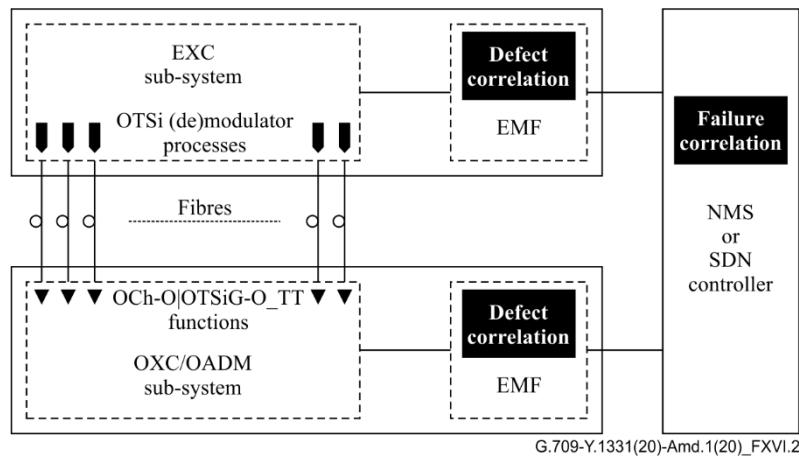 EXC
sub-system
OTSi (de)modulator
processes
Defect
correlation
EMF
Failure
correlation
NMS
or
SDN
controller
Fibres
OCh-O|OTSiG-O_TT
functions
OXC/OADM
sub-system
Defect
correlation
EMF
G.709-Y.1331(20)-Amd.1(20)_FXVI.2